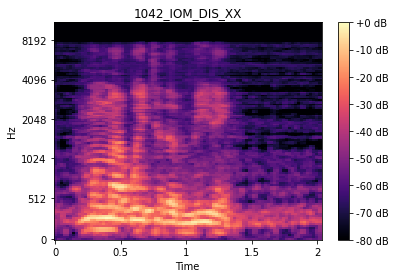 1042_IOM_DIS_XX
8192
4096
2048
1024
512
0
Hz
0
0.5
1
1.5
2
Time
+0 dB
-10 dB
-20 dB
-30 dB
-40 dB
-50 dB
-60 dB
-70 dB
-80 dB